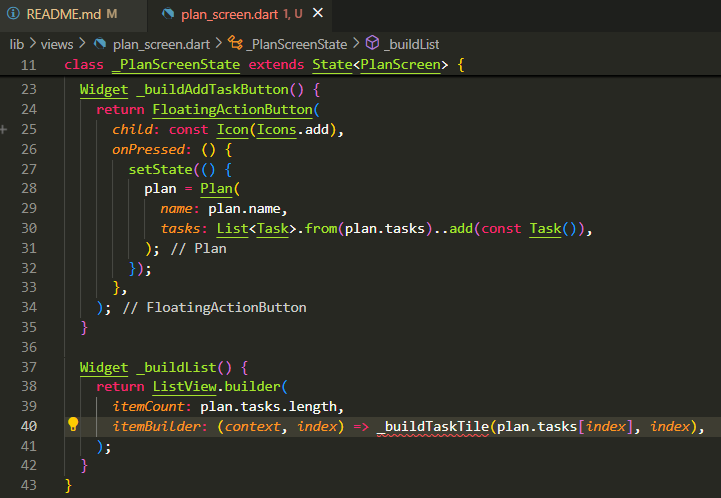 README.md M
plan_screen.dart 1, U
lib > views > plan_screen.dart > _PlanScreenState > _buildList
11 class _PlanScreenState extends State<PlanScreen> {
23 Widget _buildAddTaskButton() {
24 return FloatingActionButton(
25 child: const Icon(Icons.add),
26 onPressed: () {
27 setState(() {
28 plan = Plan(
29 name: plan.name,
30 tasks: List<Task>.from(plan.tasks)..add(const Task()),
31 ); // Plan
32 });
33 },
34 ); // FloatingActionButton
35 }
36
37 Widget _buildList() {
38 return ListView.builder(
39 itemCount: plan.tasks.length,
40 itemBuilder: (context, index) => _buildTaskTile(plan.tasks[index], index),
41 );
42 }
43 }